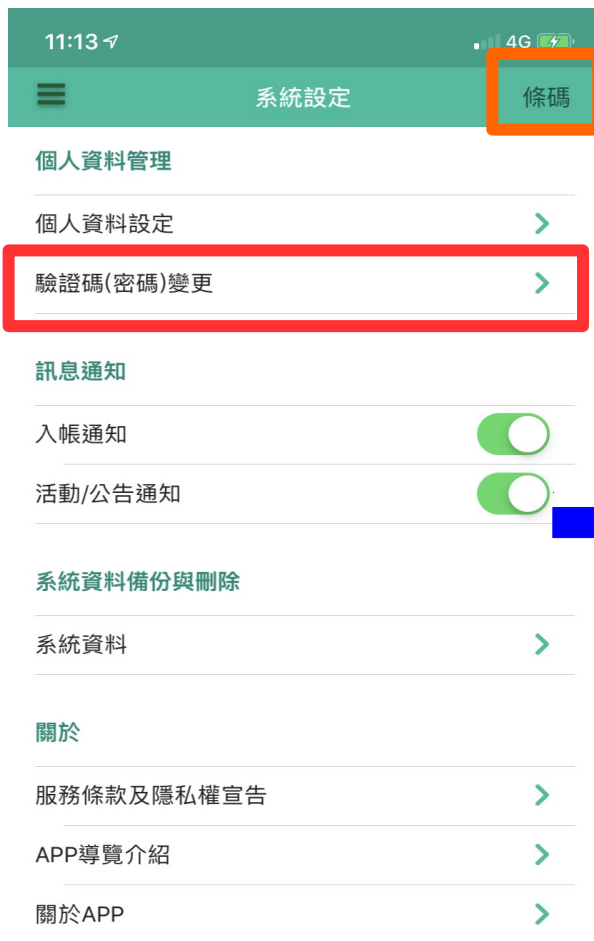 11:13
4G
系統設定
條碼
個人資料管理
個人資料設定
驗證碼(密碼)變更
訊息通知
入帳通知
活動/公告通知
系統資料備份與刪除
系統資料
關於
服務條款及隱私權宣告
APP導覽介紹
關於APP